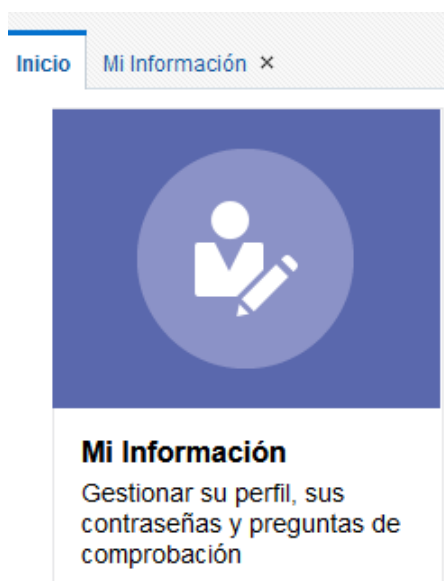 Inicio Mi Información ×
Mi Información
Gestionar su perfil, sus
contraseñas y preguntas de
comprobación